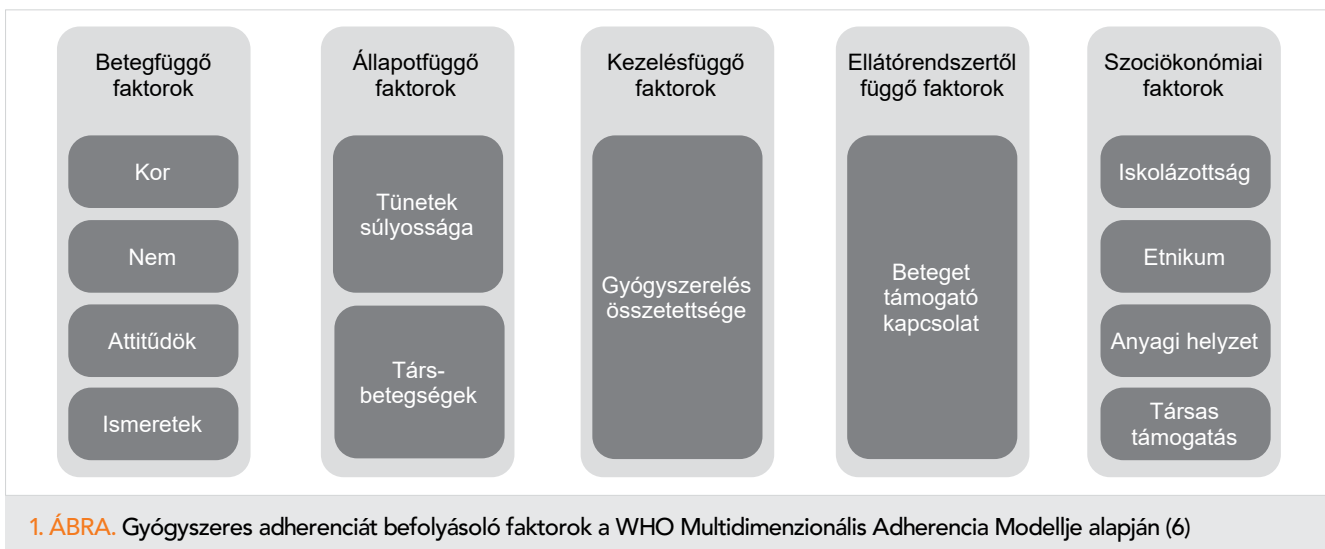 Betegfüggő
faktorok
Kor
Nem
Attitűdök
Ismeretek
Állapotfüggő
faktorok
Tünetek
súlyossága
Társ-
betegségek
Kezelésfüggő
faktorok
Gyógyszerelés
összetettsége
Ellátórendszertől
függő faktorok
Beteget
támogató
kapcsolat
Szociökonómiai
faktorok
Iskolázottság
Etnikum
Anyagi helyzet
Társas
támogatás
1. ÁBRA. Gyógyszeres adherenciát befolyásoló faktorok a WHO Multidimenzionális Adherencia Modellje alapján (6)